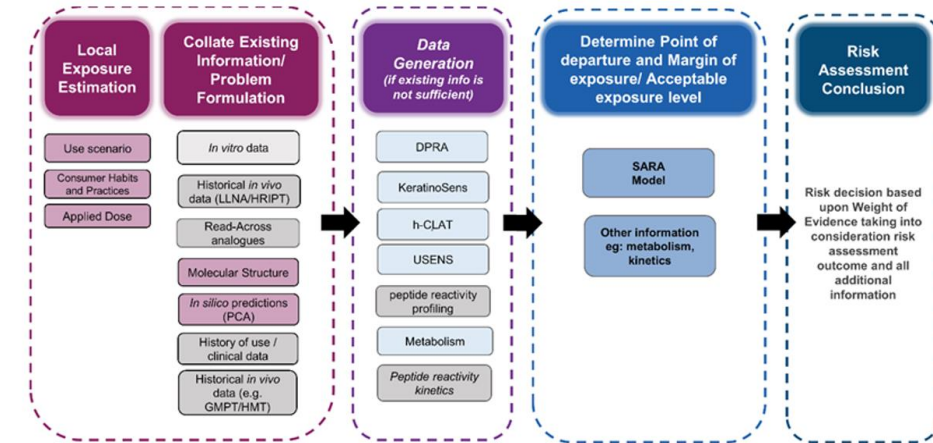 Local
Exposure
Estimation
Use scenario
Consumer Habits
and Practices
Applied Dose
Collate Existing
Information/
Problem
Formulation
In vitro data
Historical in vivo
data (LLNA/HRIPT)
Read-Across
analogues
Molecular Structure
In silico predictions
(PCA)
History of use /
clinical data
Historical in vivo
data (e.g.
GMPT/HMT)
Data
Generation
(if existing info is
not sufficient)
DPRA
KeratinoSens
h-CLAT
USENS
peptide reactivity
profiling
Metabolism
Peptide reactivity
kinetics
Determine Point of
departure and Margin of
exposure/ Acceptable
exposure level
SARA
Model
Other information
eg: metabolism,
kinetics
Risk
Assessment
Conclusion
Risk decision based
upon Weight of
Evidence taking into
consideration risk
assessment
outcome and all
additional
information